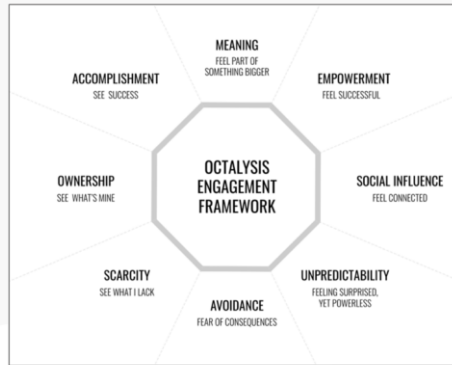 MEANING
FEEL PART OF
SOMETHING BIGGER
ACCOMPLISHMENT
SEE SUCCESS
EMPOWERMENT
FEEL SUCCESSFUL
OCTALYSIS
ENGAGEMENT
FRAMEWORK
OWNERSHIP
SEE WHAT'S MINE
SOCIAL INFLUENCE
FEEL CONNECTED
SCARCITY
SEE WHAT I LACK
UNPREDICTABILITY
FEELING SURPRISED,
YET POWERLESS
AVOIDANCE
FEAR OF CONSEQUENCES